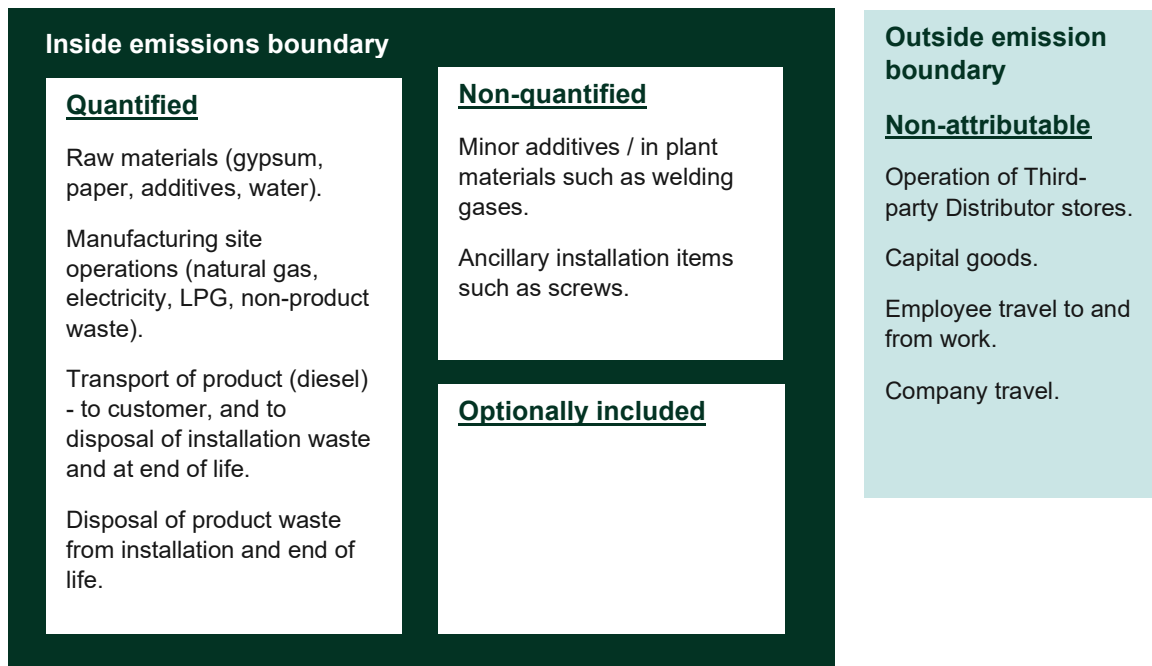 Inside emissions boundary
Quantified
Raw materials (gypsum,
paper, additives, water).
Manufacturing site
operations (natural gas,
electricity, LPG, non-product
waste).
Transport of product (diesel)
- to customer, and to
disposal of installation waste
and at end of life.
Disposal of product waste
from installation and end of
life.
Non-quantified
Minor additives / in plant
materials such as welding
gases.
Ancillary installation items
such as screws.
Optionally included
Outside emission
boundary
Non-attributable
Operation of Third-
party Distributor stores.
Capital goods.
Employee travel to and
from work.
Company travel.